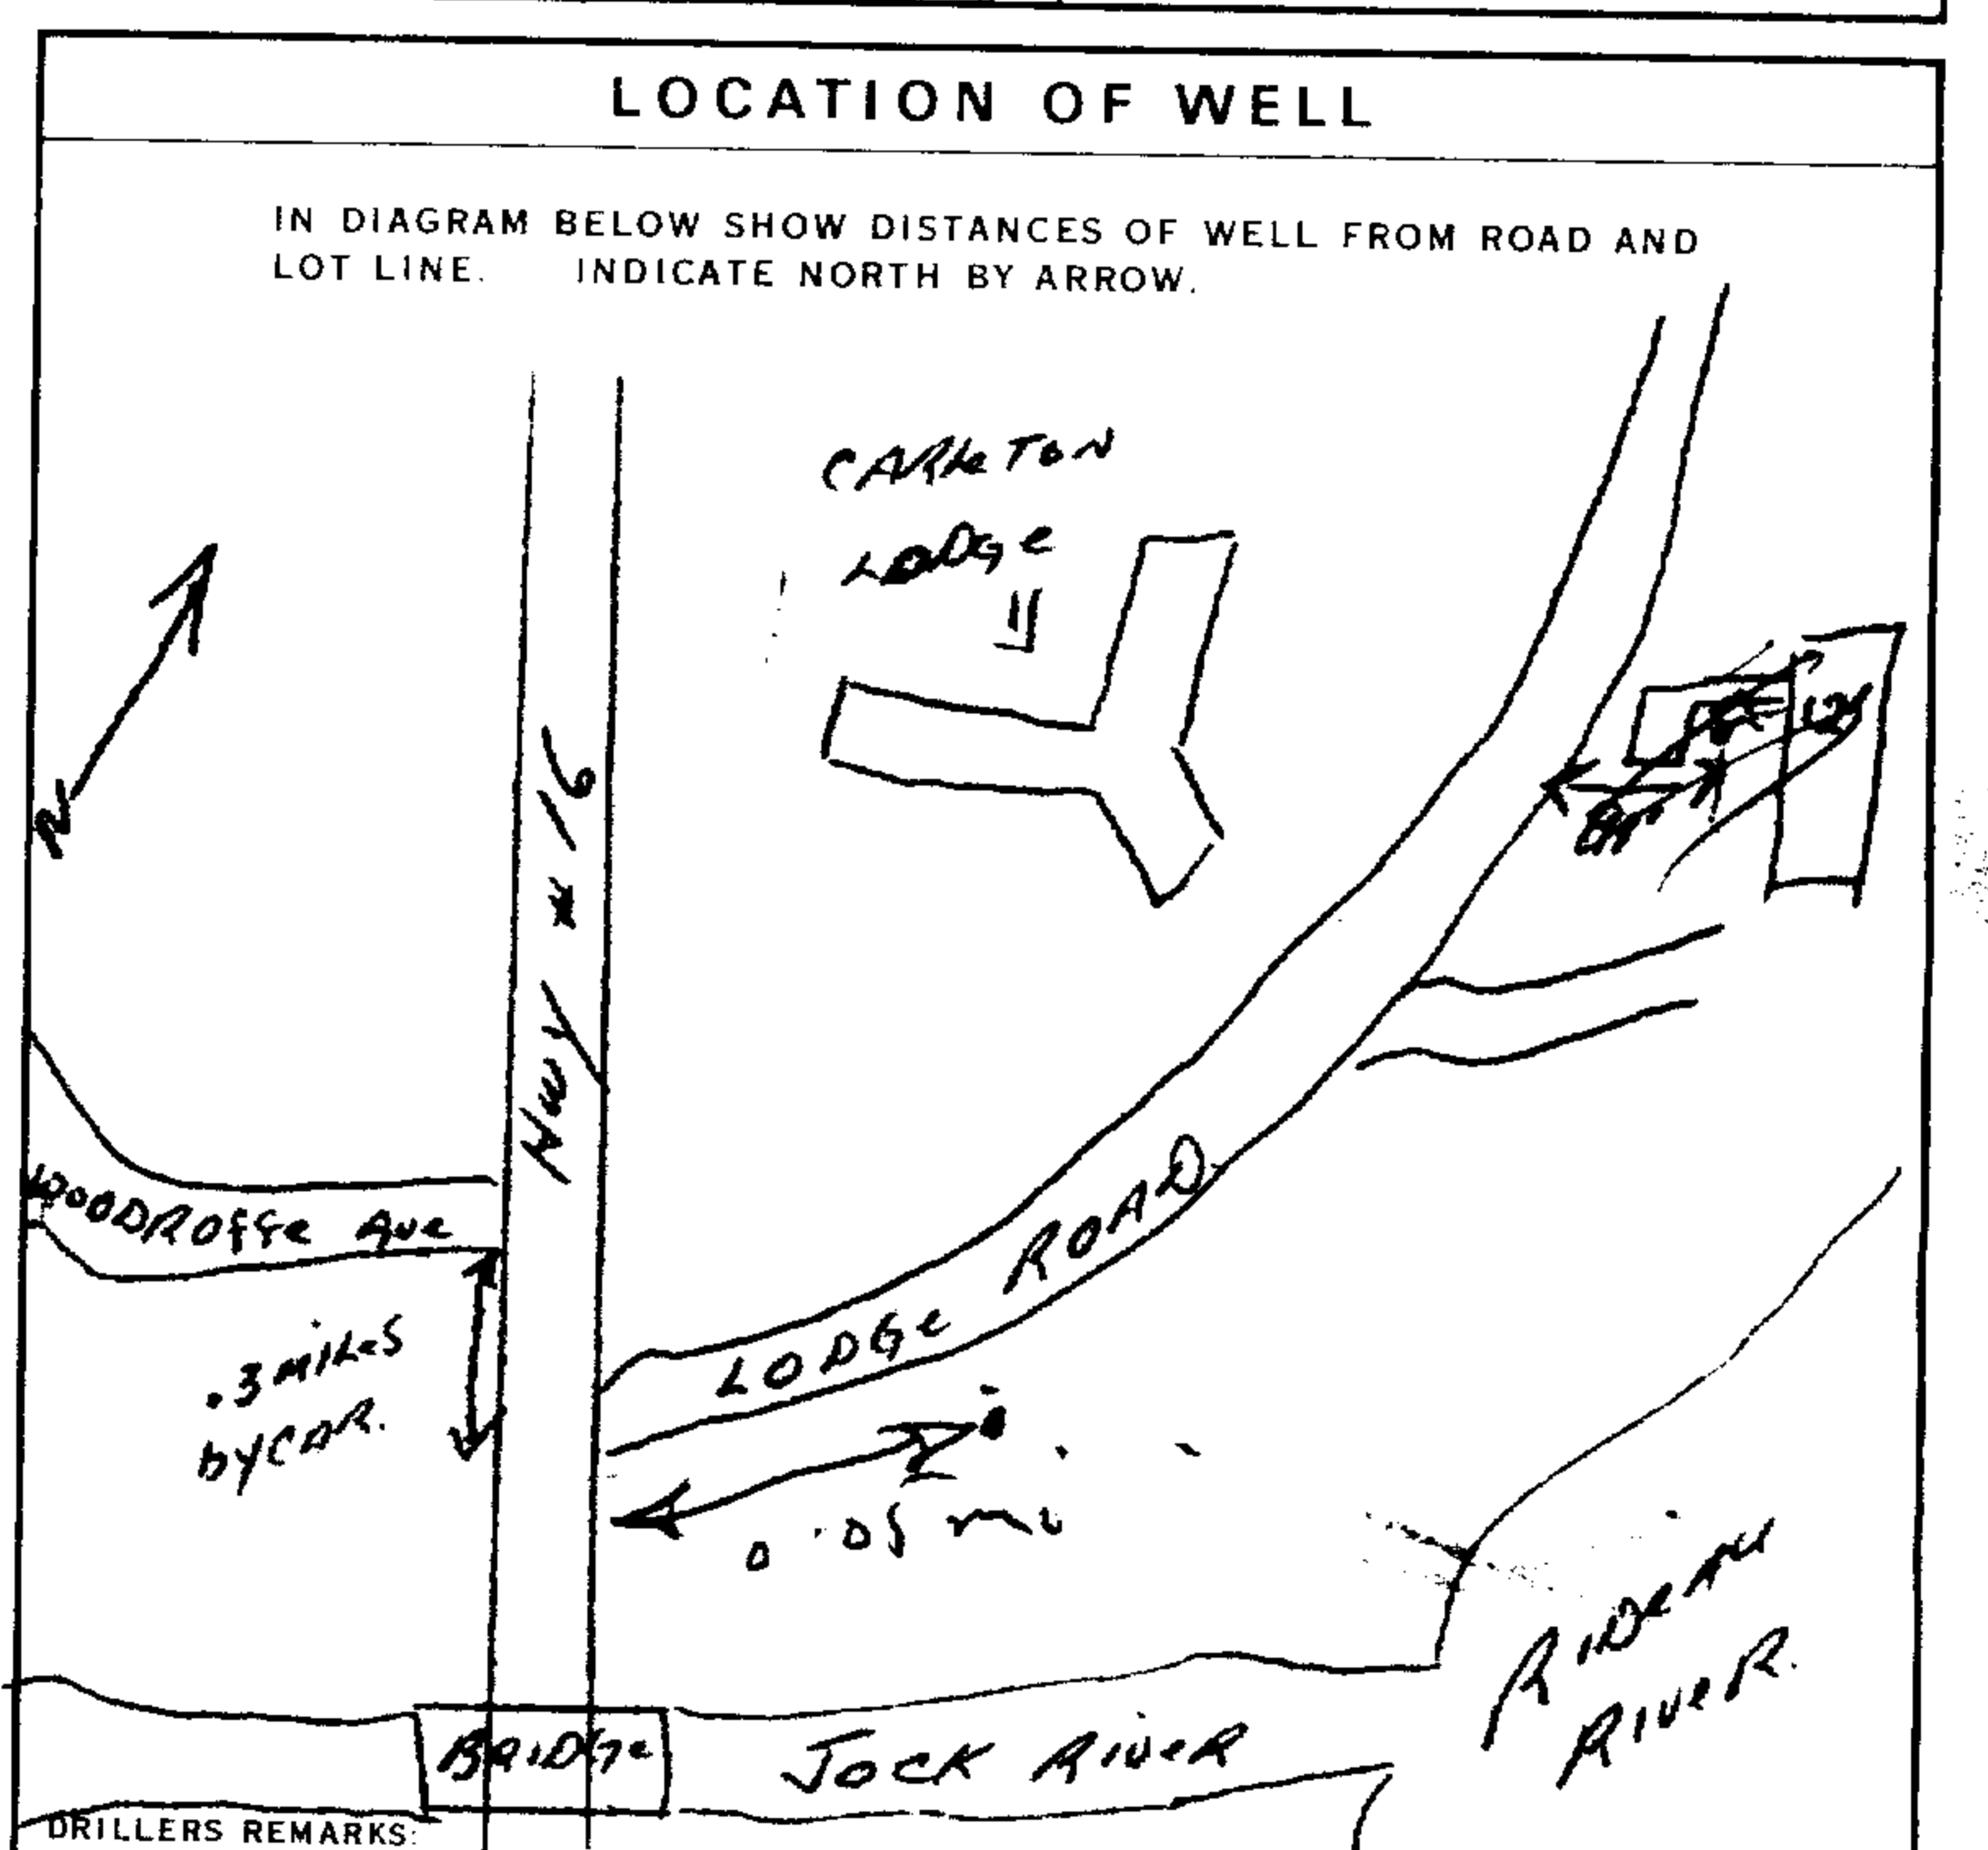 LOCATION OF WELL
IN DIAGRAM BELOW SHOW DISTANCES OF WELL FROM ROAD AND
LOT LINE. INDICATE NORTH BY ARROW.
CARLETON
LODGE
N
HWY # 16
WOODROFFE AVE
.3 MILES
BY CAR.
LODGE ROAD
0.05 mi
RIDEAU
RIVER.
BRIDGE
JOCK RIVER
DRILLERS REMARKS: